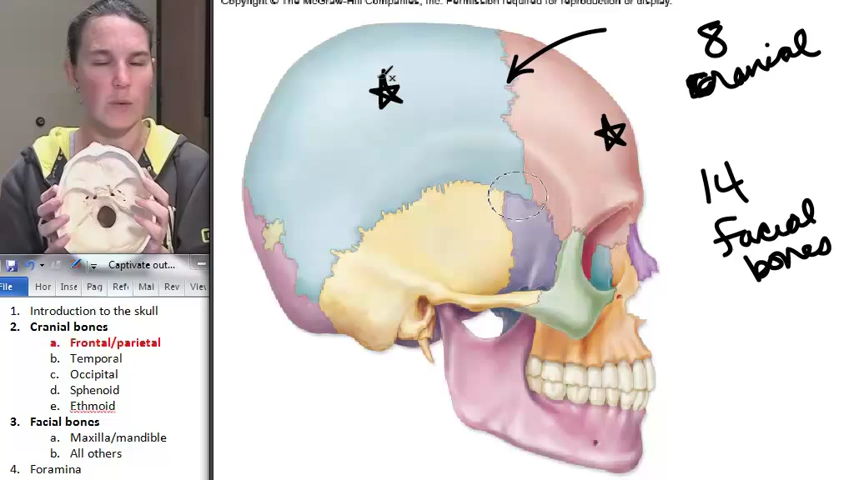 Copyright © The McGraw-Hill Companies, Inc. Permission required for reproduction or display.
8
cranial
14
facial
bones
Captivate out...
File Hor Inse Pag Refe Mai Rev View
1. Introduction to the skull
2. Cranial bones
a. Frontal/parietal
b. Temporal
c. Occipital
d. Sphenoid
e. Ethmoid
3. Facial bones
a. Maxilla/mandible
b. All others
4. Foramina